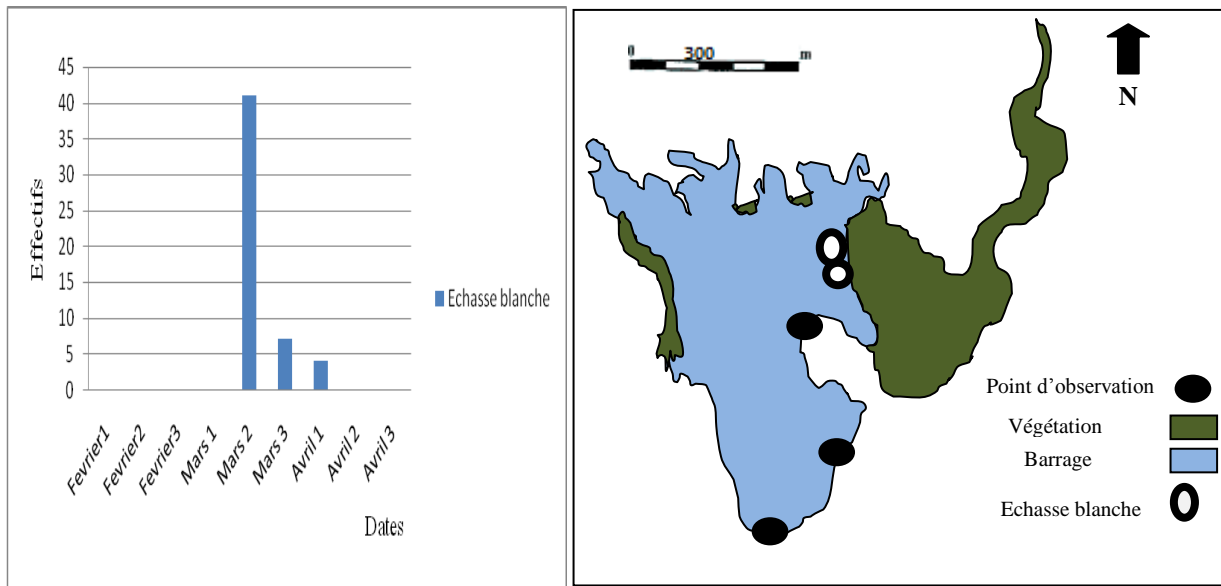 45
40
35
30
25
20
15
10
5
0
Effectifs
Fevrier1
Fevrier2
Fevrier3
Mars 1
Mars 2
Mars 3
Avril 1
Avril 2
Avril 3
Dates
Echasse blanche
0 300 m
N
Point d'observation
Végétation
Barrage
Echasse blanche